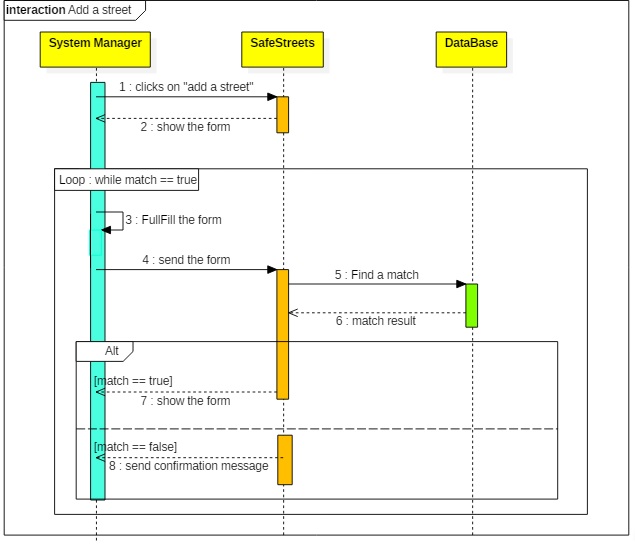 interaction Add a street
System Manager
SafeStreets
DataBase
1 : clicks on "add a street"
2 : show the form
Loop : while match == true
3 : FullFill the form
4 : send the form
5 : Find a match
6 : match result
Alt
[match == true]
7 : show the form
[match == false]
8 : send confirmation message